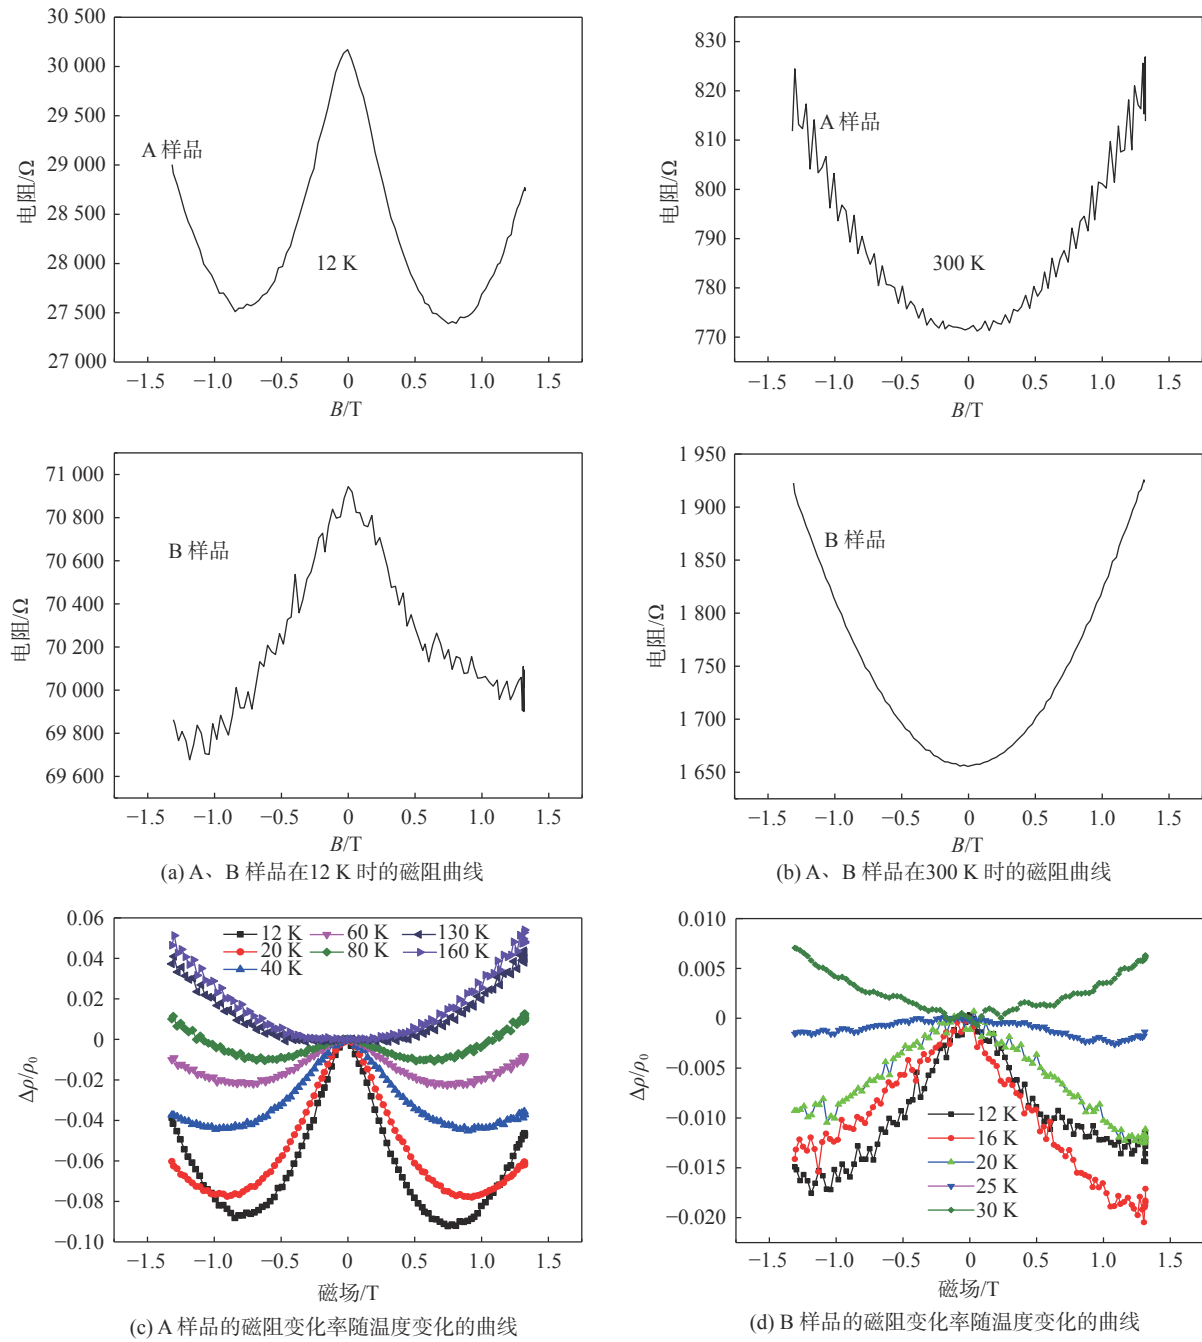 30 500
30 000
29 500
29 000
28 500
28 000
27 500
27 000
电阻/Ω
A 样品
12 K
−1.5 −1.0 −0.5 0 0.5 1.0 1.5
B/T
830
820
810
800
790
780
770
电阻/Ω
A 样品
300 K
−1.5 −1.0 −0.5 0 0.5 1.0 1.5
B/T
71 000
70 800
70 600
70 400
70 200
70 000
69 800
69 600
电阻/Ω
B 样品
−1.5 −1.0 −0.5 0 0.5 1.0 1.5
B/T
(a) A、B 样品在12 K 时的磁阻曲线
1 950
1 900
1 850
1 800
1 750
1 700
1 650
电阻/Ω
B 样品
−1.5 −1.0 −0.5 0 0.5 1.0 1.5
B/T
(b) A、B 样品在300 K 时的磁阻曲线
0.06
0.04
0.02
0
−0.02
−0.04
−0.06
−0.08
−0.10
Δρ/ρ₀
12 K 60 K 130 K
20 K 80 K 160 K
40 K
−1.5 −1.0 −0.5 0 0.5 1.0 1.5
磁场/T
(c) A 样品的磁阻变化率随温度变化的曲线
0.010
0.005
0
−0.005
−0.010
−0.015
−0.020
Δρ/ρ₀
12 K
16 K
20 K
25 K
30 K
−1.5 −1.0 −0.5 0 0.5 1.0 1.5
磁场/T
(d) B 样品的磁阻变化率随温度变化的曲线